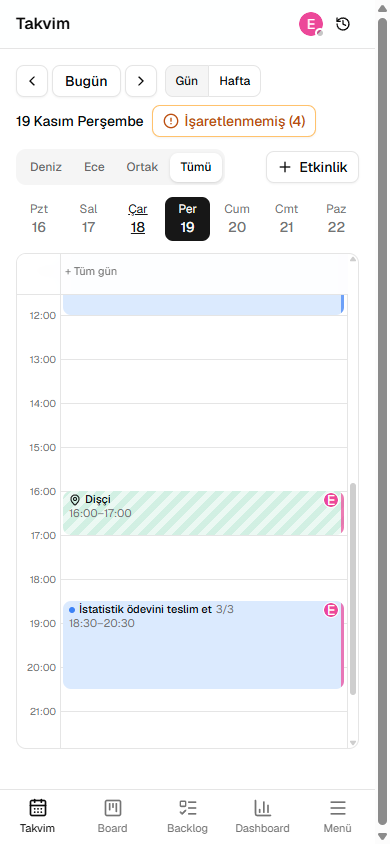 Takvim
E
Bugün
Gün
Hafta
19 Kasım Perşembe
İşaretlenmemiş (4)
Deniz
Ece
Ortak
Tümü
+ Etkinlik
Pzt
Sal
Çar
Per
Cum
Cmt
Paz
16
17
18
19
20
21
22
+ Tüm gün
12:00
13:00
14:00
15:00
16:00
Dişçi
E
16:00–17:00
17:00
18:00
İstatistik ödevini teslim et 3/3
E
18:30–20:30
19:00
20:00
21:00
Takvim
Board
Backlog
Dashboard
Menü